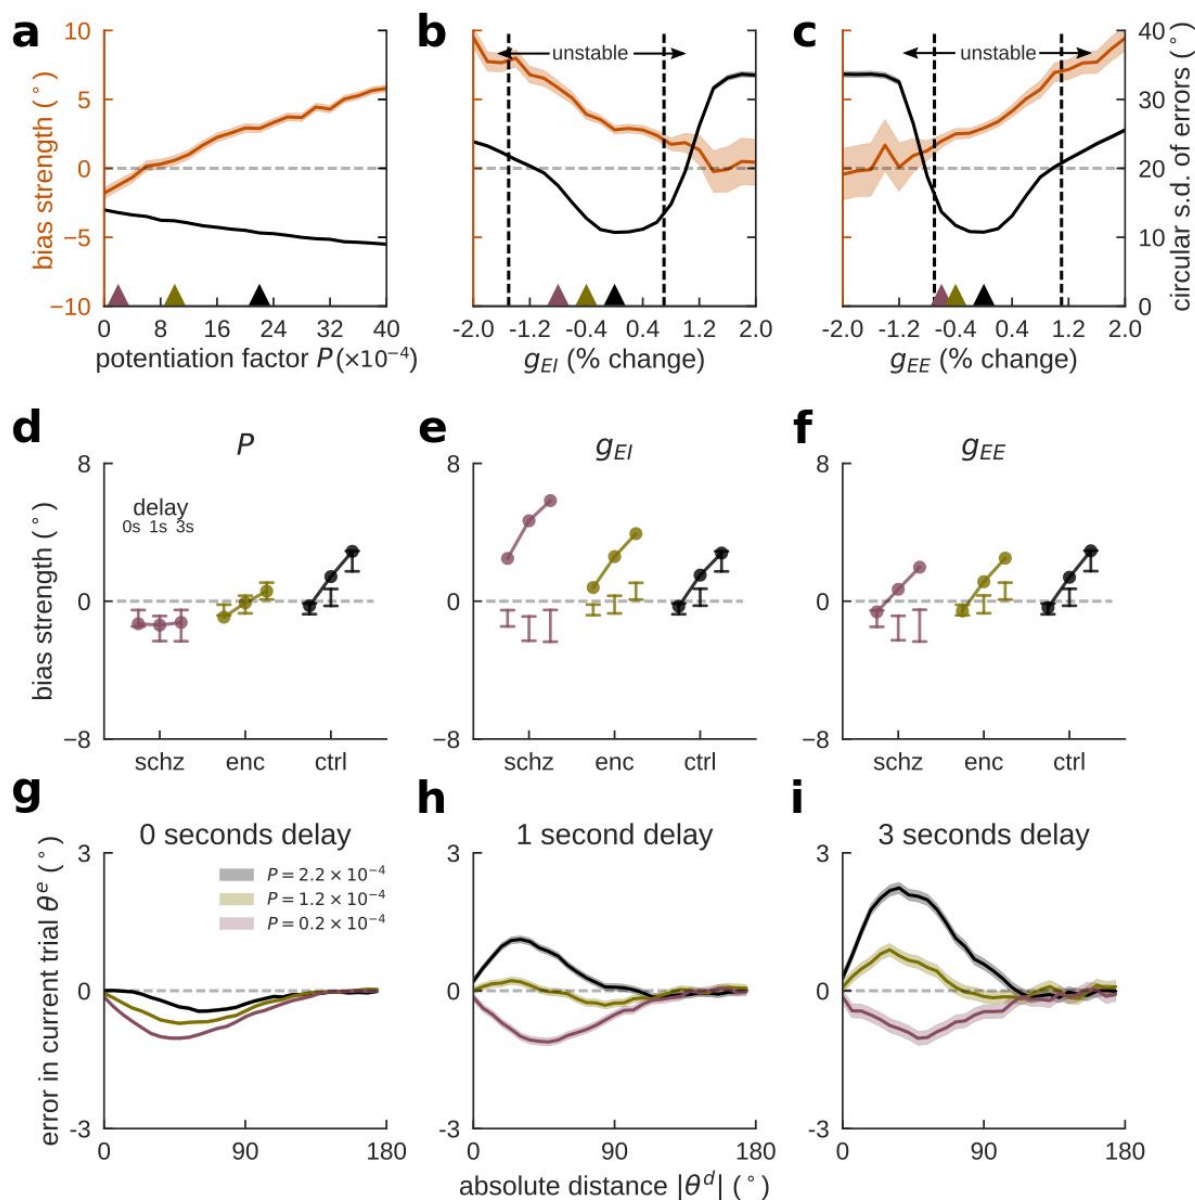 a b c
10 5 0 −5 −10
bias strength (°)
0 8 16 24 32 40
potentiation factor P(×10⁻⁴)
unstable
-2.0 -1.2 -0.4 0.4 1.2 2.0
g_EI (% change)
unstable
-2.0 -1.2 -0.4 0.4 1.2 2.0
g_EE (% change)
40 30 20 10 0
circular s.d. of errors (°)
d e f
P
g_EI
g_EE
8 0 −8
bias strength (°)
delay
0s 1s 3s
schz enc ctrl
8 0 −8
schz enc ctrl
8 0 −8
schz enc ctrl
g h i
0 seconds delay
1 second delay
3 seconds delay
3 0 -3
error in current trial θᵉ (°)
P = 2.2 × 10⁻⁴
P = 1.2 × 10⁻⁴
P = 0.2 × 10⁻⁴
0 90 180
3 0 -3
0 90 180
3 0 -3
0 90 180
absolute distance |θᵈ| (°)